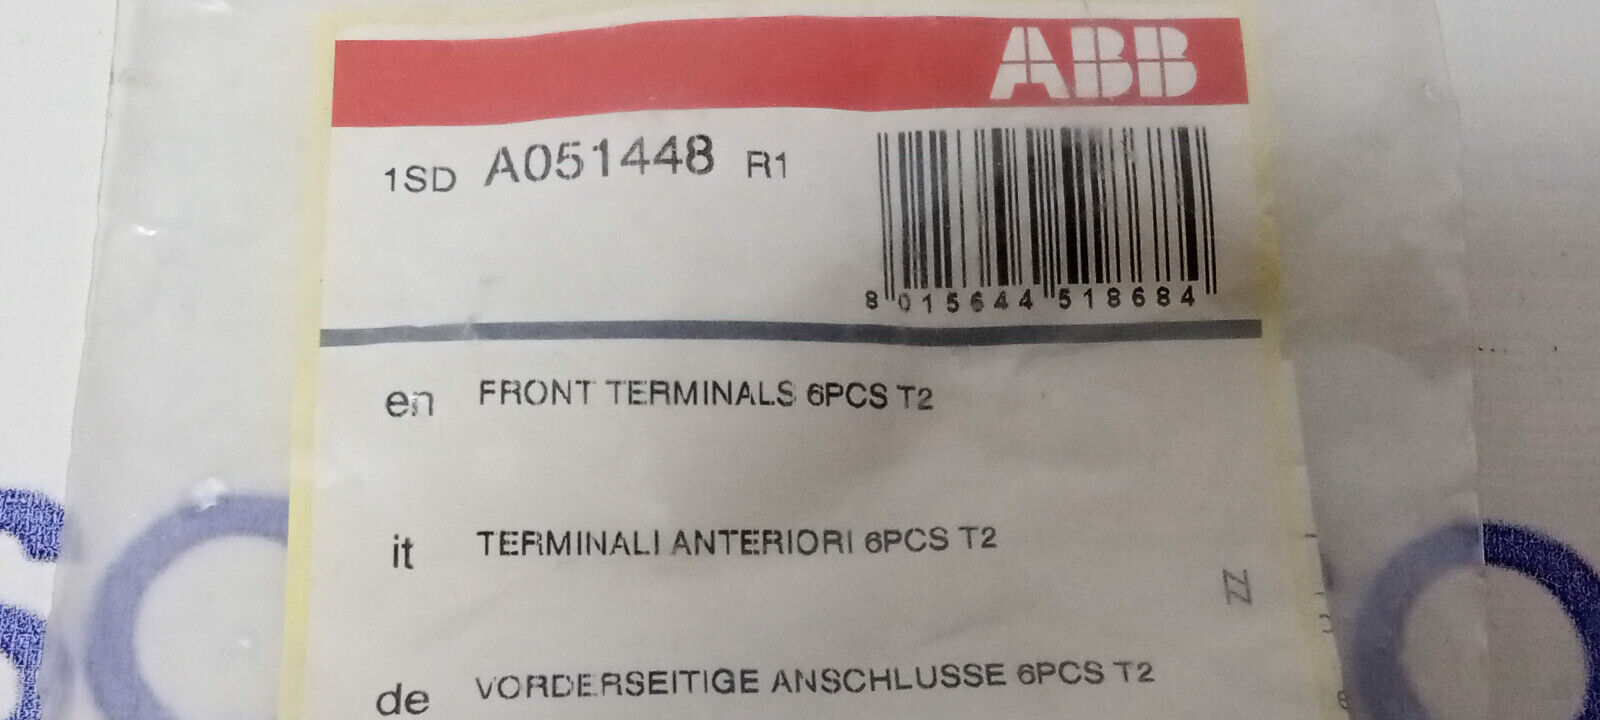 ABB
1SD A051448 R1
8 015644 518684
en FRONT TERMINALS 6PCS T2
it TERMINALI ANTERIORI 6PCS T2
N
de VORDERSEITIGE ANSCHLUSSE 6PCS T2